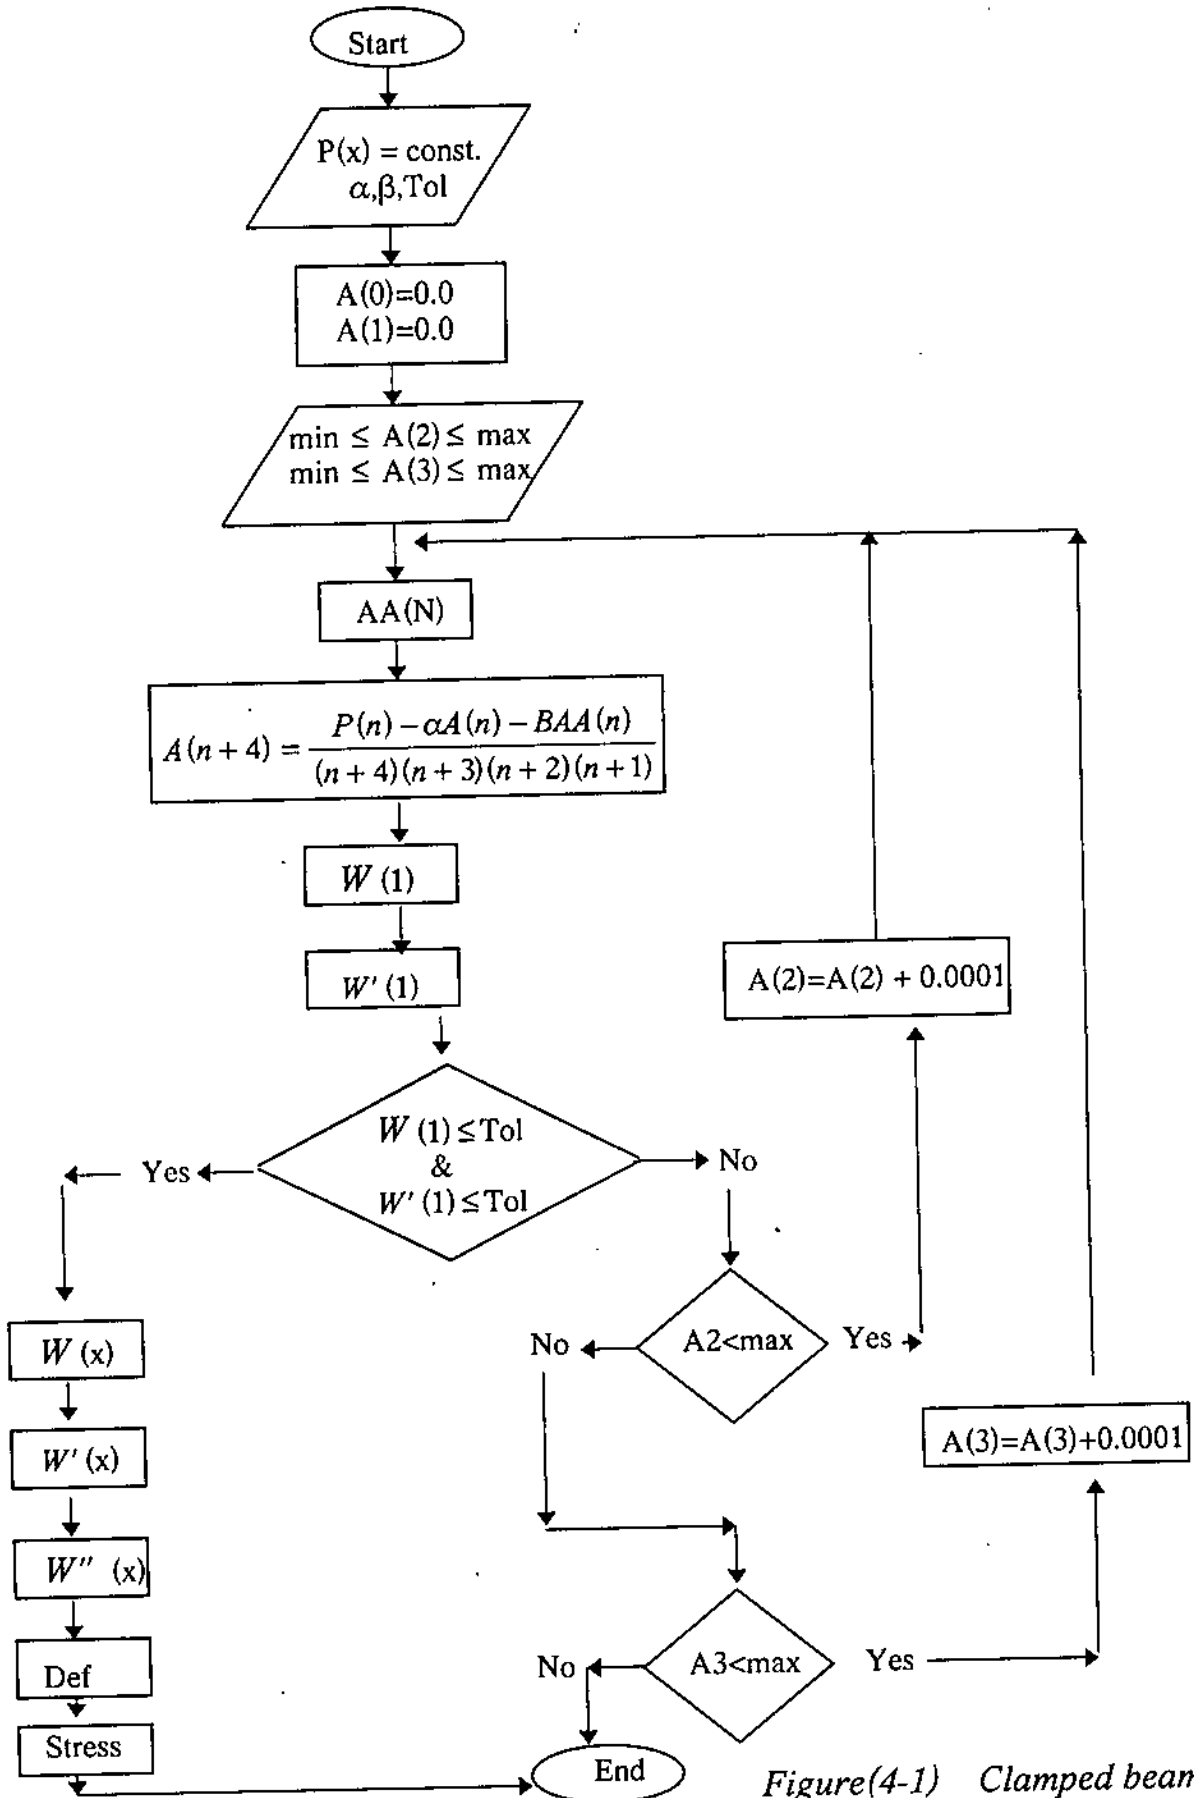 Start
P(x) = const.
α,β,Tol
A(0)=0.0
A(1)=0.0
min ≤ A(2) ≤ max
min ≤ A(3) ≤ max
AA(N)
A(n + 4) = \frac{P(n) − αA(n) − BAA(n)}{(n + 4)(n + 3)(n + 2)(n + 1)}
W (1)
W' (1)
A(2)=A(2) + 0.0001
W (1) ≤ Tol
&
W' (1) ≤ Tol
Yes
No
W (x)
No
A2<max
Yes
W' (x)
A(3)=A(3)+0.0001
W'' (x)
Def
No
A3<max
Yes
Stress
End
Figure(4-1) Clamped bean